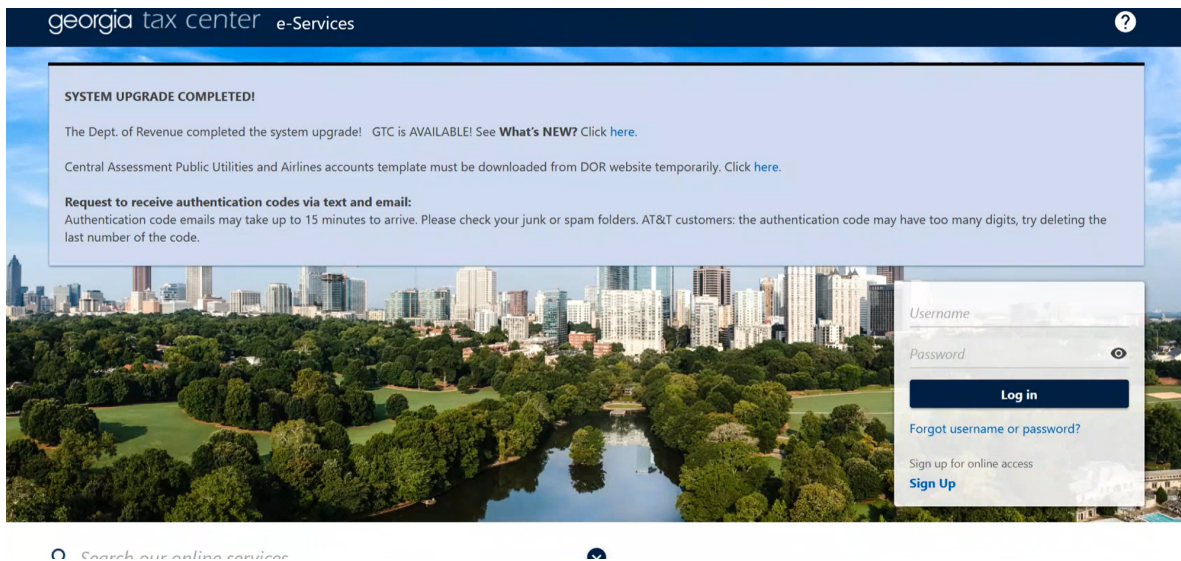 georgia tax center e-Services
SYSTEM UPGRADE COMPLETED!
The Dept. of Revenue completed the system upgrade! GTC is AVAILABLE! See What's NEW? Click here.
Central Assessment Public Utilities and Airlines accounts template must be downloaded from DOR website temporarily. Click here.
Request to receive authentication codes via text and email:
Authentication code emails may take up to 15 minutes to arrive. Please check your junk or spam folders. AT&T customers: the authentication code may have too many digits, try deleting the
last number of the code.
Username
Password
Log in
Forgot username or password?
Sign up for online access
Sign Up
Search our online services